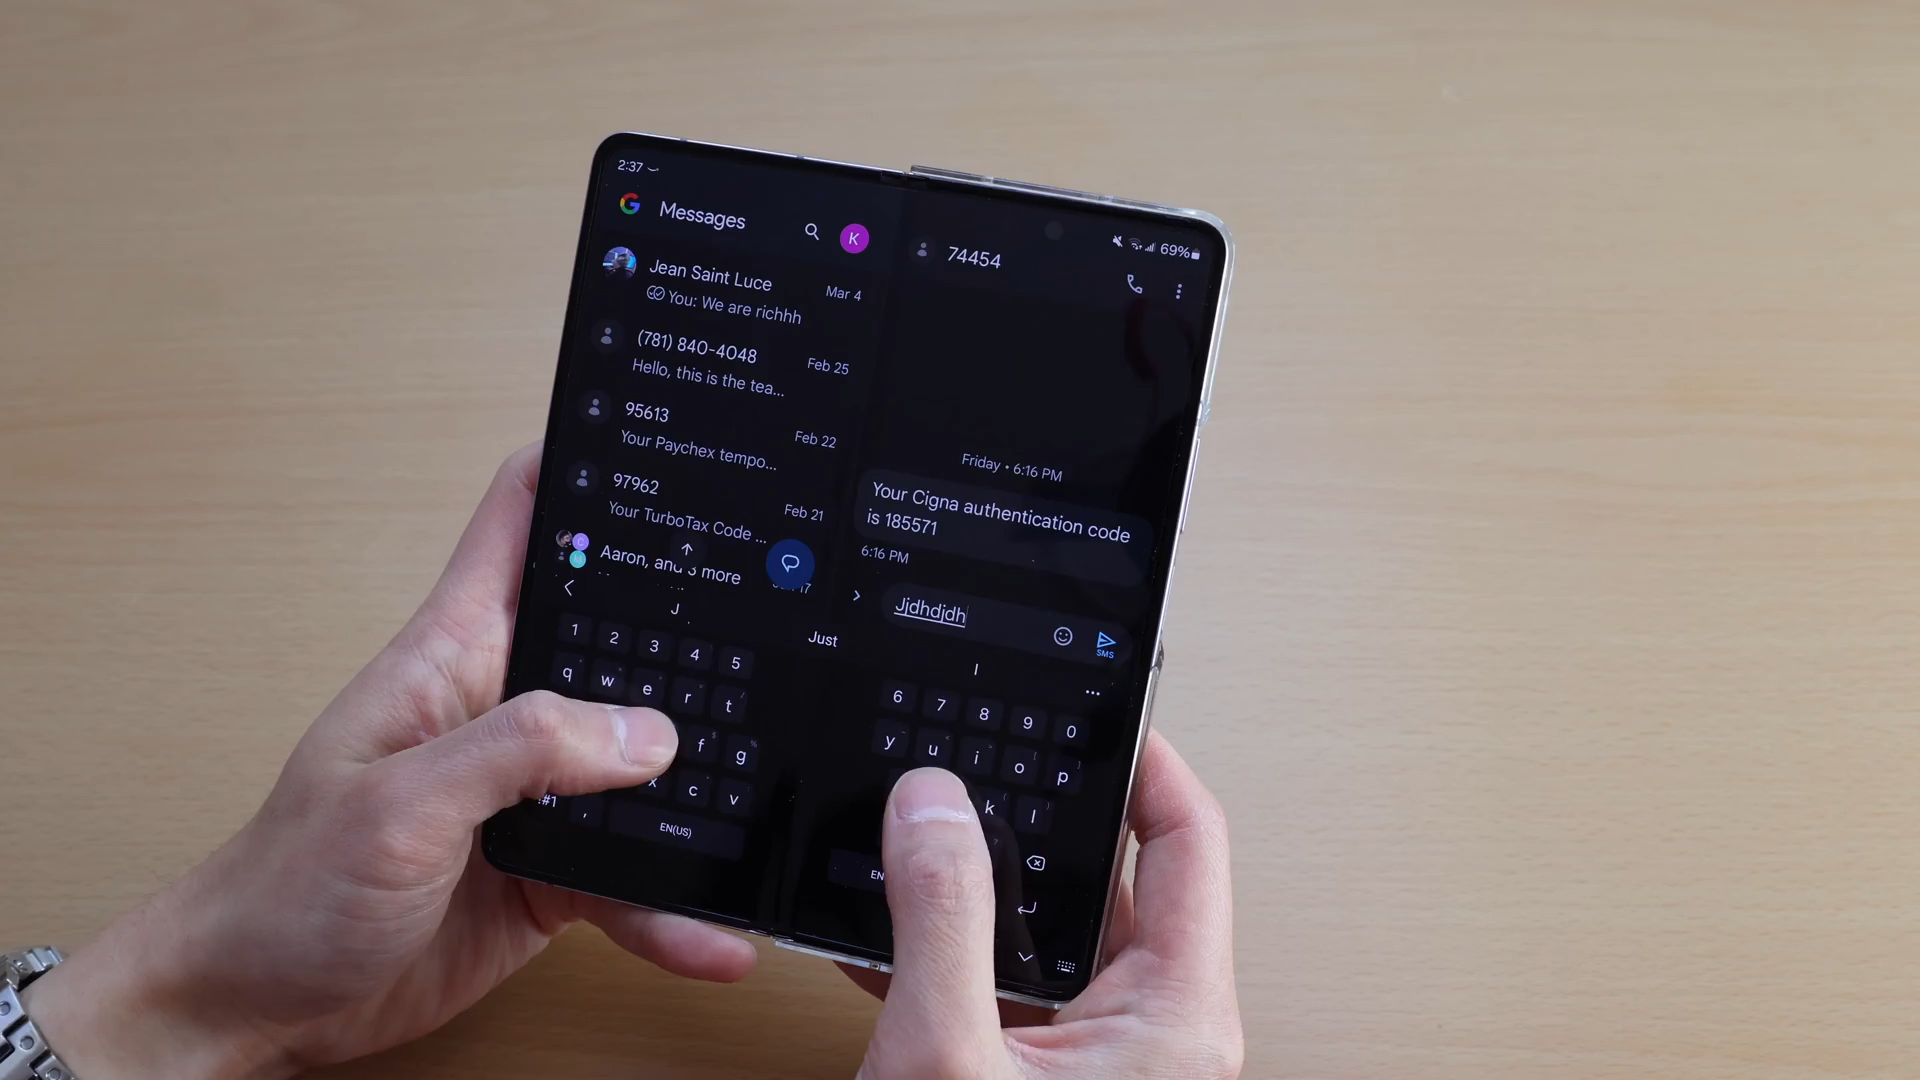 2:37
Messages
K
Jean Saint Luce
Mar 4
You: We are richhh
(781) 840-4048
Feb 25
Hello, this is the tea...
95613
Feb 22
Your Paychex tempo...
97962
Feb 21
Your TurboTax Code ...
Aaron, and 3 more
17
69%
74454
Friday • 6:16 PM
Your Cigna authentication code
is 185571
6:16 PM
Jjdhdjdh
SMS
J
Just
I
1 2 3 4 5
q w e r t
f g
x c v
!#1 , EN(US)
6 7 8 9 0
y u i o p
k l
EN